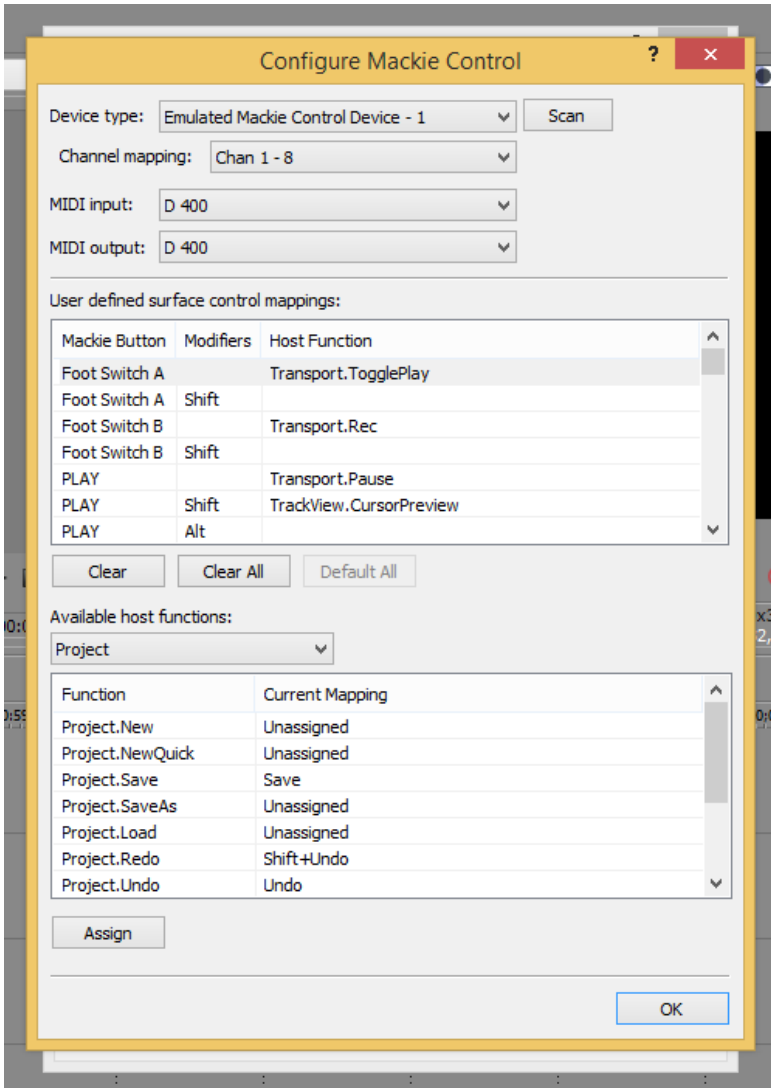 Configure Mackie Control ?
Device type: Emulated Mackie Control Device - 1 Scan
Channel mapping: Chan 1 - 8
MIDI input: D 400
MIDI output: D 400
User defined surface control mappings:
Mackie Button Modifiers Host Function
Foot Switch A Transport.TogglePlay
Foot Switch A Shift
Foot Switch B Transport.Rec
Foot Switch B Shift
PLAY Transport.Pause
PLAY Shift TrackView.CursorPreview
PLAY Alt
Clear Clear All Default All
Available host functions:
Project
Function Current Mapping
Project.New Unassigned
Project.NewQuick Unassigned
Project.Save Save
Project.SaveAs Unassigned
Project.Load Unassigned
Project.Redo Shift+Undo
Project.Undo Undo
Assign
OK